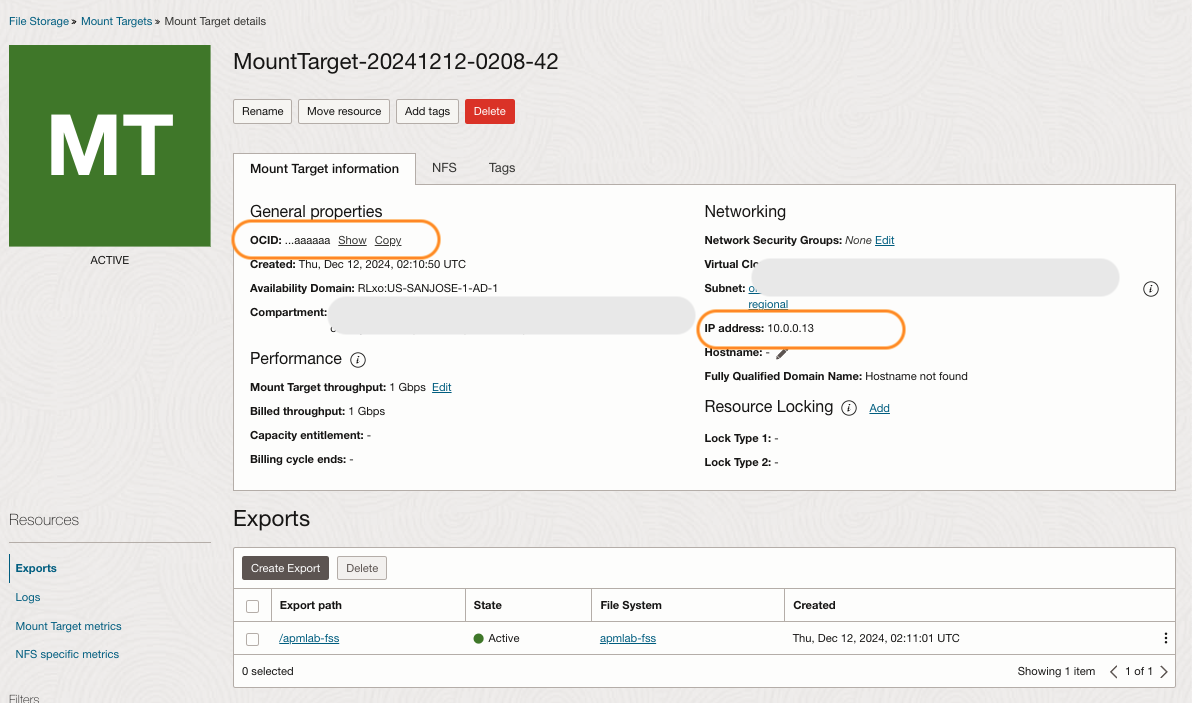 File Storage » Mount Targets » Mount Target details
MT
ACTIVE
MountTarget-20241212-0208-42
Rename Move resource Add tags Delete
Mount Target information NFS Tags
General properties
OCID: ...aaaaaa Show Copy
Created: Thu, Dec 12, 2024, 02:10:50 UTC
Availability Domain: RLxo:US-SANJOSE-1-AD-1
Compartment:
Performance
Mount Target throughput: 1 Gbps Edit
Billed throughput: 1 Gbps
Capacity entitlement: -
Billing cycle ends: -
Networking
Network Security Groups: None Edit
Virtual
Subnet:
regional
IP address: 10.0.0.13
Hostname: -
Fully Qualified Domain Name: Hostname not found
Resource Locking Add
Lock Type 1: -
Lock Type 2: -
Resources
Exports
Logs
Mount Target metrics
NFS specific metrics
Filters
Exports
Create Export Delete
Export path State File System Created
/apmlab-fss Active apmlab-fss Thu, Dec 12, 2024, 02:11:01 UTC
0 selected Showing 1 item < 1 of 1 >